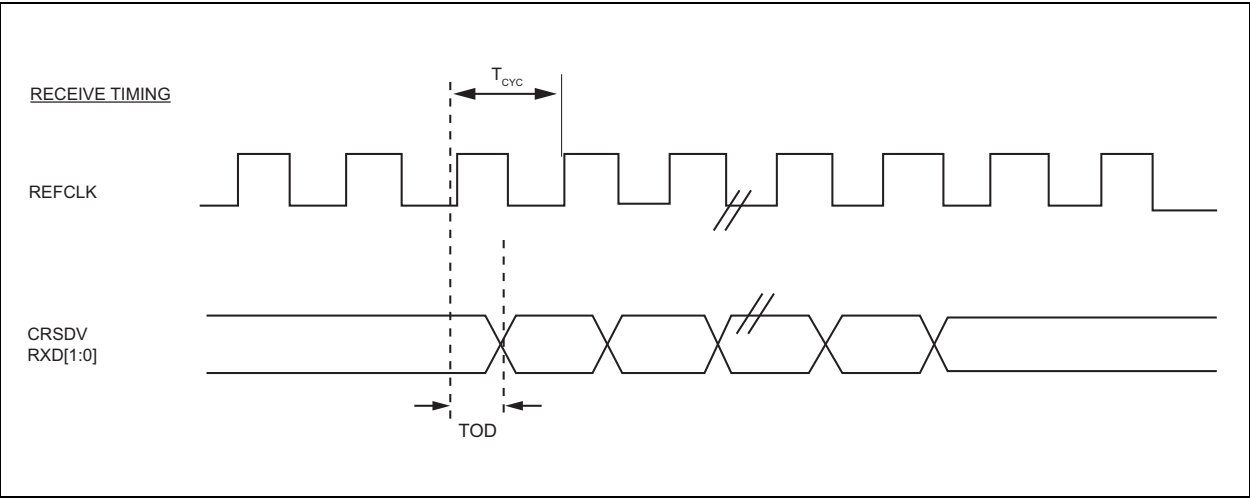 T_CYC
RECEIVE TIMING
REFCLK
CRSDV
RXD[1:0]
TOD